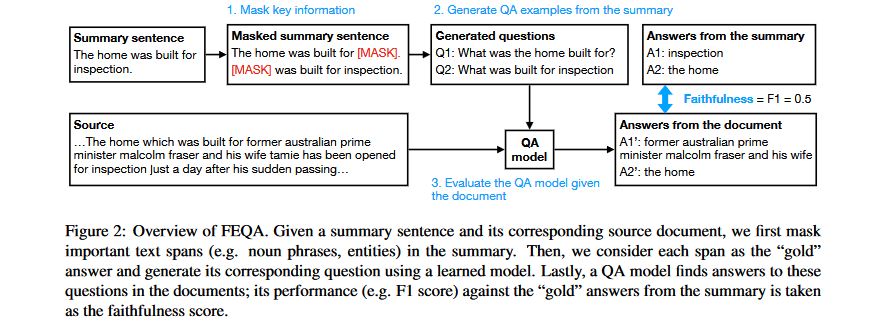 1. Mask key information
2. Generate QA examples from the summary
Summary sentence
The home was built for
inspection.
Masked summary sentence
The home was built for [MASK].
[MASK] was built for inspection.
Generated questions
Q1: What was the home built for?
Q2: What was built for inspection
Answers from the summary
A1: inspection
A2: the home
Faithfulness = F1 = 0.5
Source
...The home which was built for former australian prime
minister malcolm fraser and his wife tamie has been opened
for inspection just a day after his sudden passing...
QA
model
Answers from the document
A1': former australian prime
minister malcolm fraser and his wife
A2': the home
3. Evaluate the QA model given
the document
Figure 2: Overview of FEQA. Given a summary sentence and its corresponding source document, we first mask
important text spans (e.g. noun phrases, entities) in the summary. Then, we consider each span as the “gold”
answer and generate its corresponding question using a learned model. Lastly, a QA model finds answers to these
questions in the documents; its performance (e.g. F1 score) against the “gold” answers from the summary is taken
as the faithfulness score.